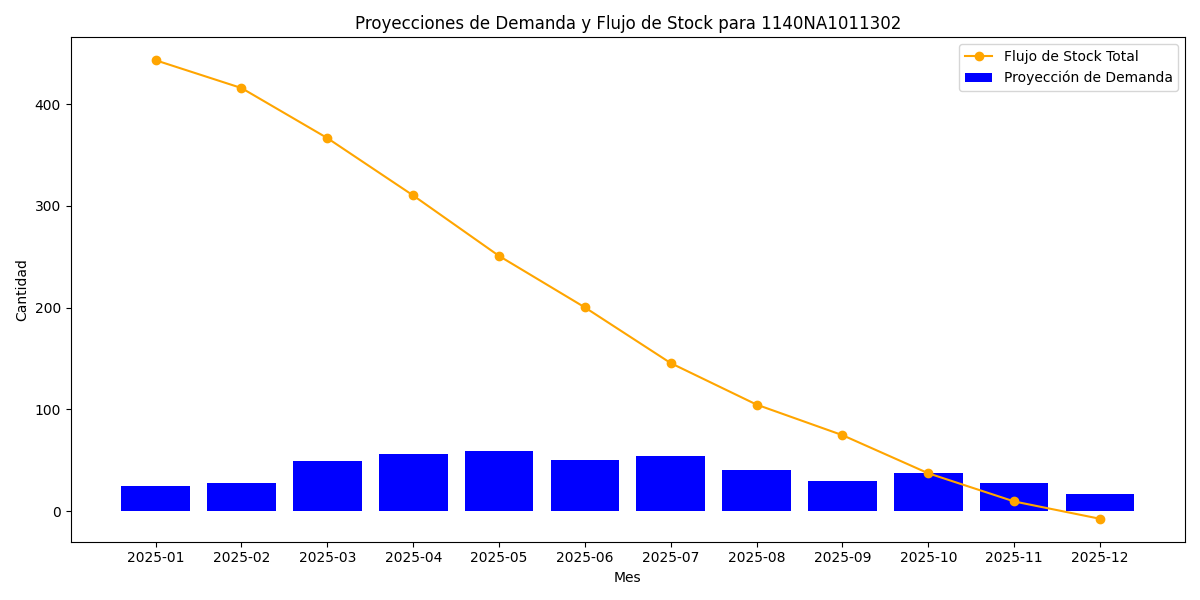 Proyecciones de Demanda y Flujo de Stock para 1140NA1011302
Flujo de Stock Total
Proyección de Demanda
Cantidad
400
300
200
100
0
2025-01 2025-02 2025-03 2025-04 2025-05 2025-06 2025-07 2025-08 2025-09 2025-10 2025-11 2025-12
Mes